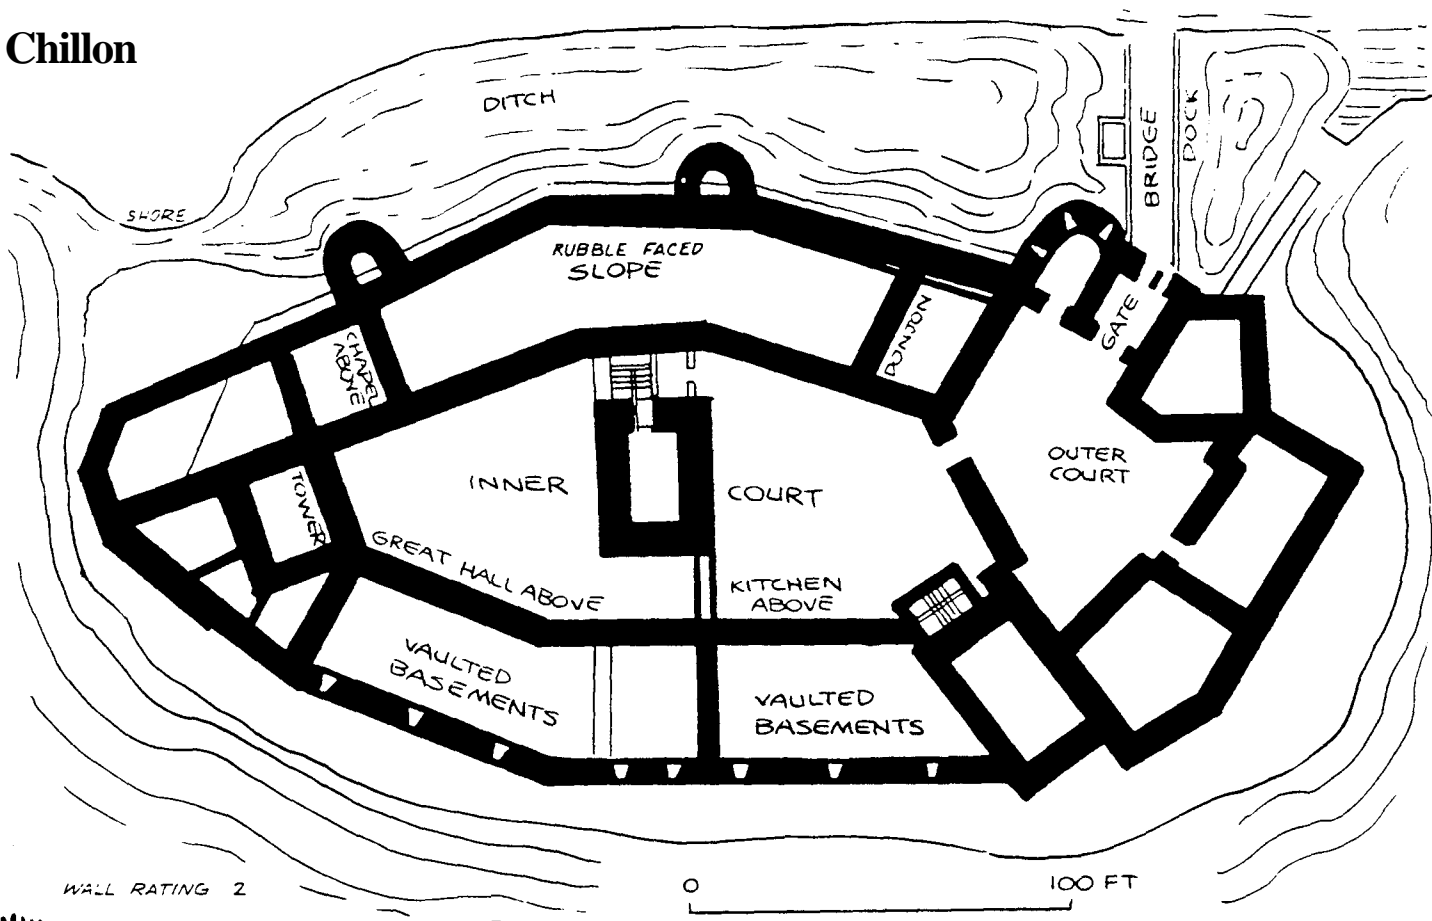 Chillon
DITCH
BRIDGE
DOCK
SHORE
RUBBLE FACED
SLOPE
DONJON
GATE
CHAPEL
ABOVE
OUTER
COURT
INNER
COURT
TOWER
GREAT HALL ABOVE
KITCHEN
ABOVE
VAULTED
BASEMENTS
VAULTED
BASEMENTS
WALL RATING 2
0
100 FT